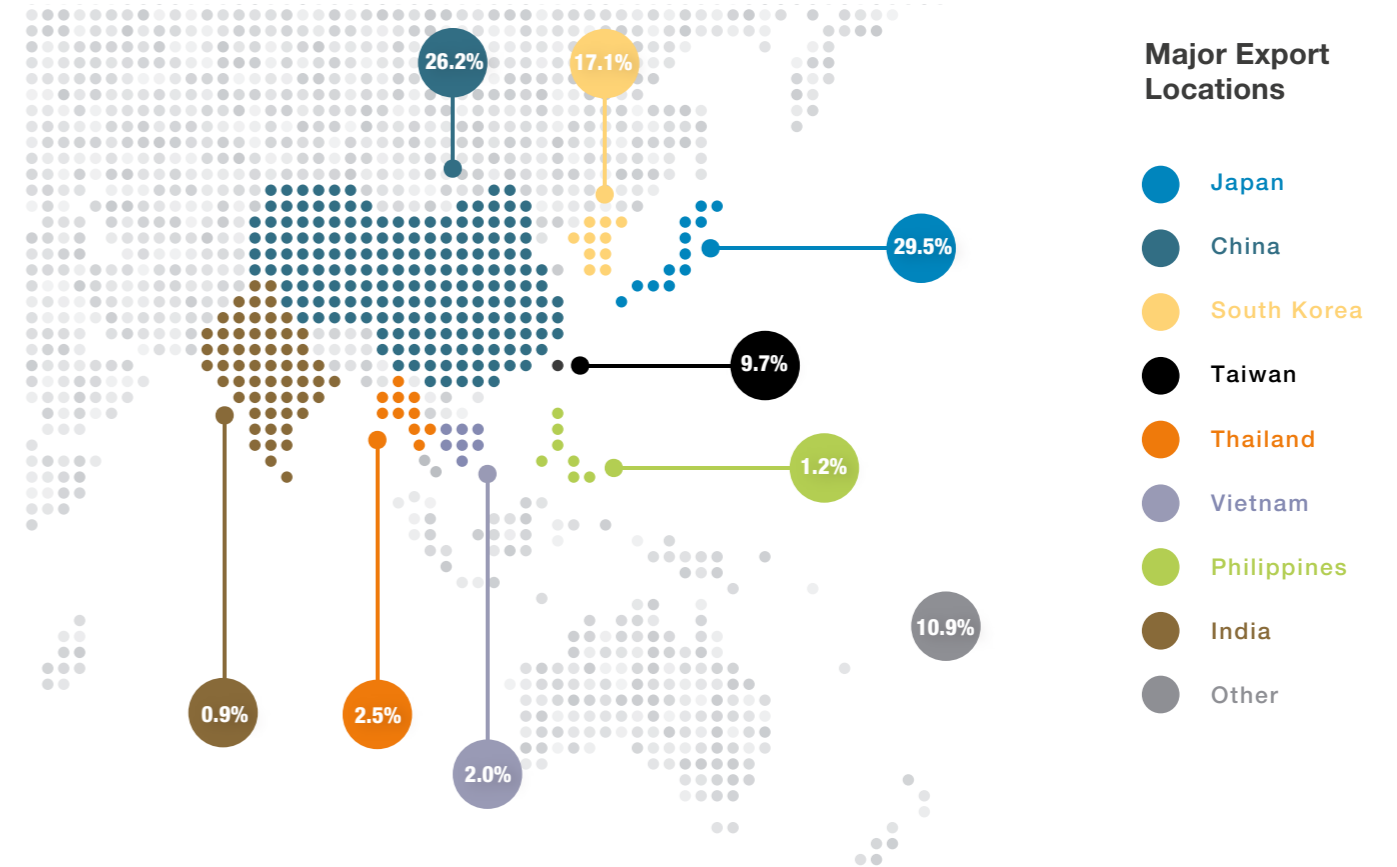 26.2%
17.1%
Major Export
Locations
Japan
29.5%
China
South Korea
9.7%
Taiwan
Thailand
1.2%
Vietnam
Philippines
10.9%
India
Other
0.9%
2.5%
2.0%